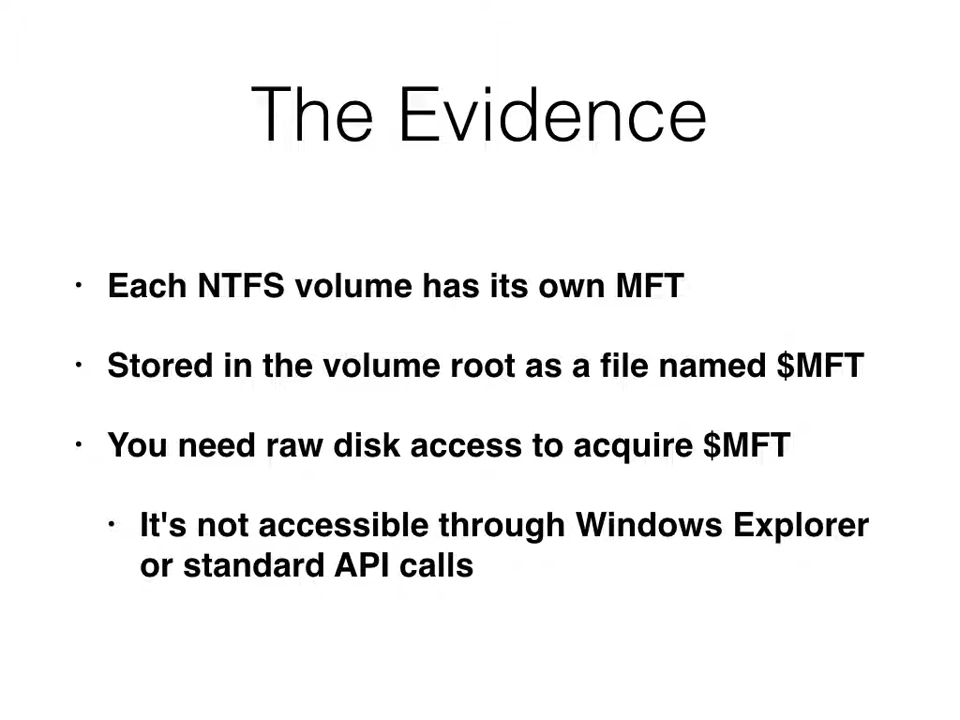 The Evidence
• Each NTFS volume has its own MFT
• Stored in the volume root as a file named $MFT
• You need raw disk access to acquire $MFT
• It's not accessible through Windows Explorer
or standard API calls